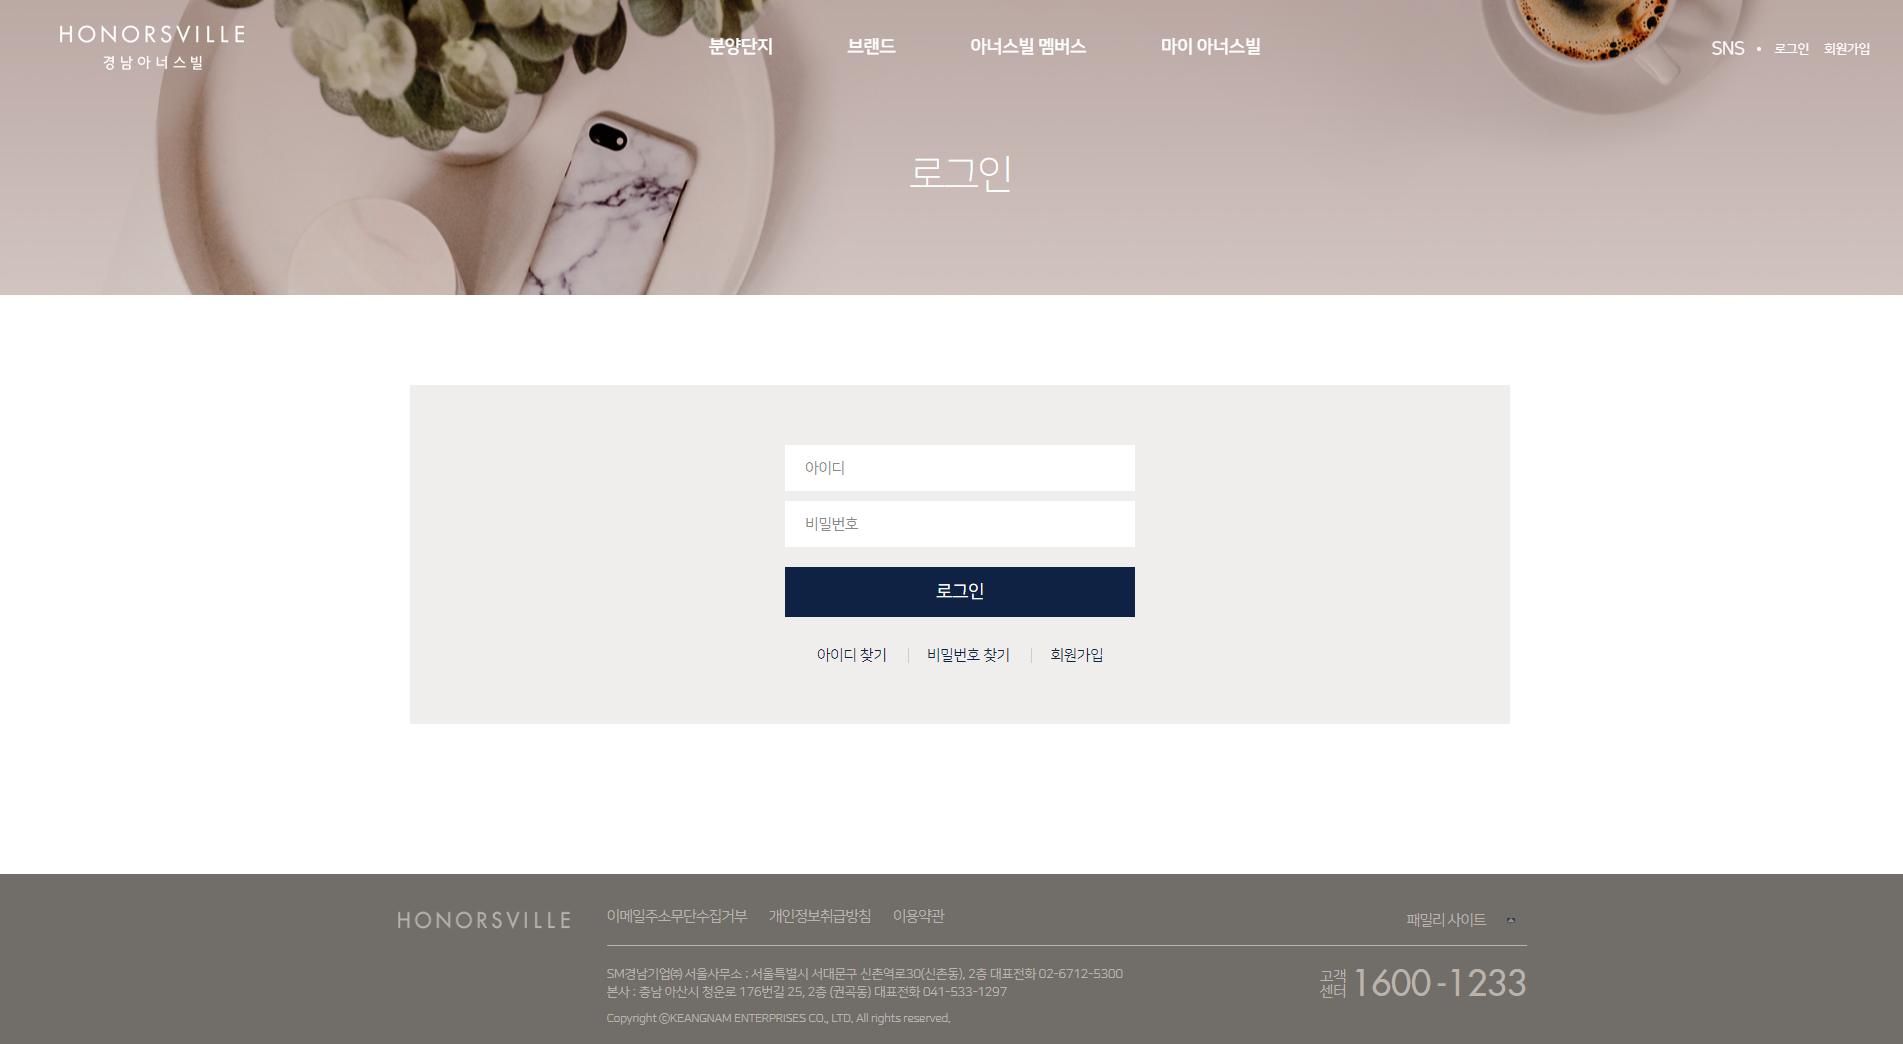 HONORSVILLE
경남아너스빌
분양단지 브랜드 아너스빌 멤버스 마이 아너스빌
SNS • 로그인 회원가입
로그인
아이디
비밀번호
로그인
아이디 찾기 비밀번호 찾기 회원가입
HONORSVILLE
이메일주소무단수집거부 개인정보취급방침 이용약관
패밀리 사이트
SM경남기업㈜ 서울사무소 : 서울특별시 서대문구 신촌역로30(신촌동), 2층 대표전화 02-6712-5300
본사 : 충남 아산시 청운로 176번길 25, 2층 (권곡동) 대표전화 041-533-1297
Copyright ⓒKEANGNAM ENTERPRISES CO., LTD. All rights reserved.
고객
센터
1600-1233